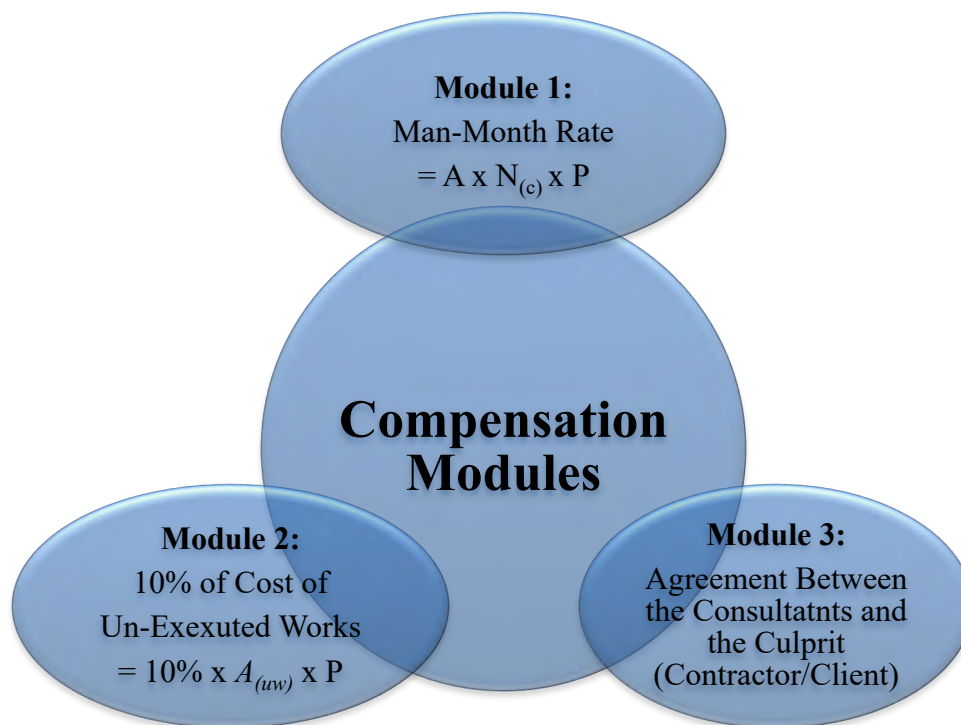 Module 1:
Man-Month Rate
= A x N(c) x P
Compensation
Modules
Module 2:
10% of Cost of
Un-Exexuted Works
= 10% x A(uw) x P
Module 3:
Agreement Between
the Consultatnts and
the Culprit
(Contractor/Client)